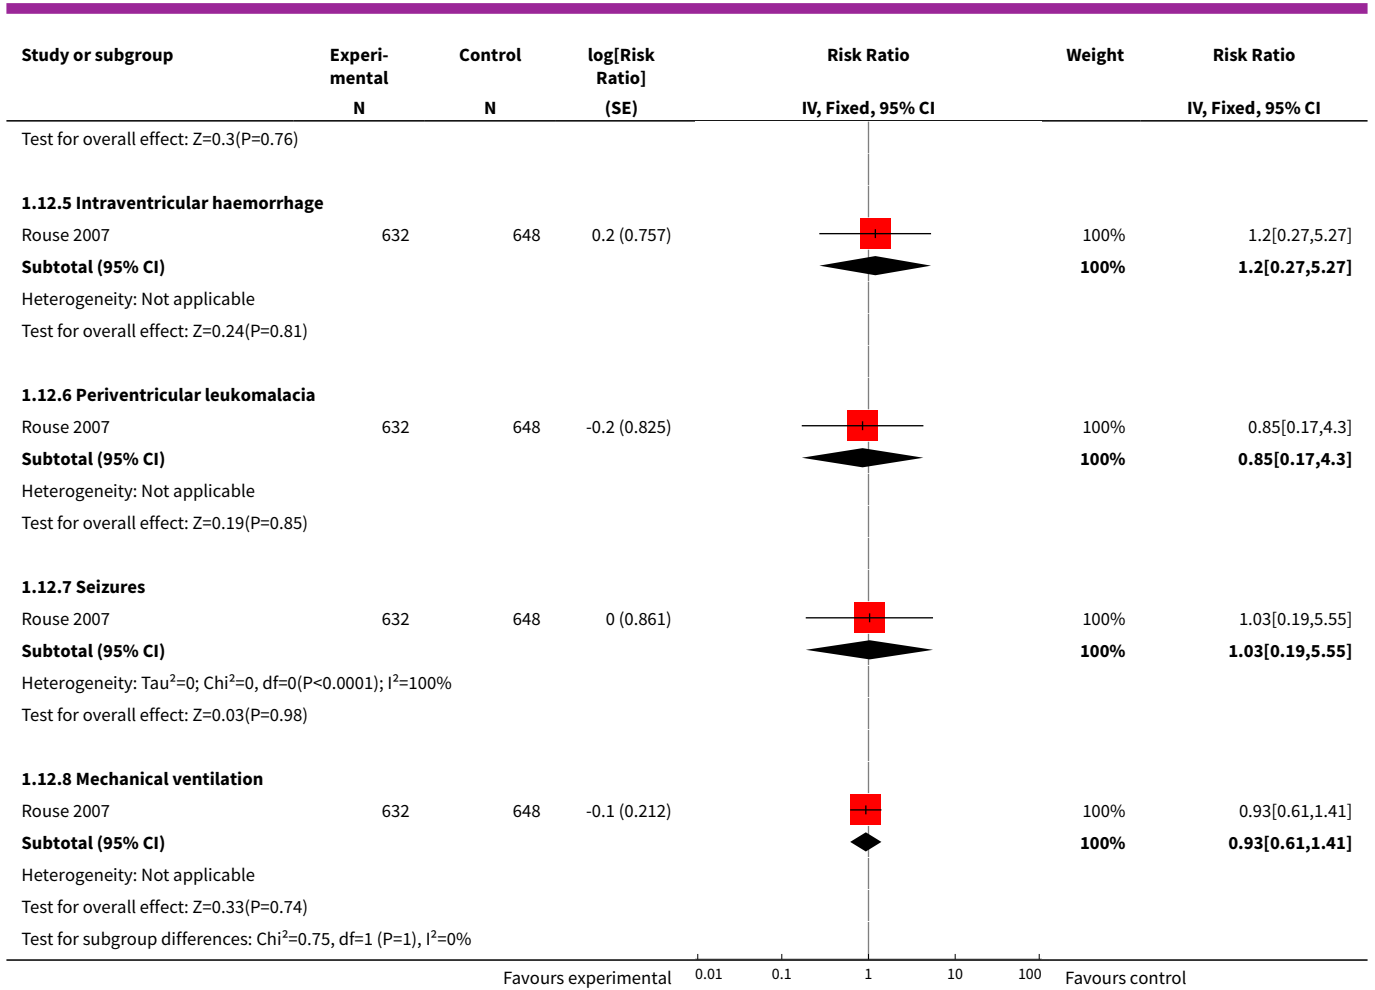 Study or subgroup Experi- Control log[Risk Risk Ratio Weight Risk Ratio
mental Ratio]
N N (SE) IV, Fixed, 95% CI IV, Fixed, 95% CI
Test for overall effect: Z=0.3(P=0.76)
1.12.5 Intraventricular haemorrhage
Rouse 2007 632 648 0.2 (0.757) 100% 1.2[0.27,5.27]
Subtotal (95% CI) 100% 1.2[0.27,5.27]
Heterogeneity: Not applicable
Test for overall effect: Z=0.24(P=0.81)
1.12.6 Periventricular leukomalacia
Rouse 2007 632 648 -0.2 (0.825) 100% 0.85[0.17,4.3]
Subtotal (95% CI) 100% 0.85[0.17,4.3]
Heterogeneity: Not applicable
Test for overall effect: Z=0.19(P=0.85)
1.12.7 Seizures
Rouse 2007 632 648 0 (0.861) 100% 1.03[0.19,5.55]
Subtotal (95% CI) 100% 1.03[0.19,5.55]
Heterogeneity: Tau²=0; Chi²=0, df=0(P<0.0001); I²=100%
Test for overall effect: Z=0.03(P=0.98)
1.12.8 Mechanical ventilation
Rouse 2007 632 648 -0.1 (0.212) 100% 0.93[0.61,1.41]
Subtotal (95% CI) 100% 0.93[0.61,1.41]
Heterogeneity: Not applicable
Test for overall effect: Z=0.33(P=0.74)
Test for subgroup differences: Chi²=0.75, df=1 (P=1), I²=0%
Favours experimental 0.01 0.1 1 10 100 Favours control